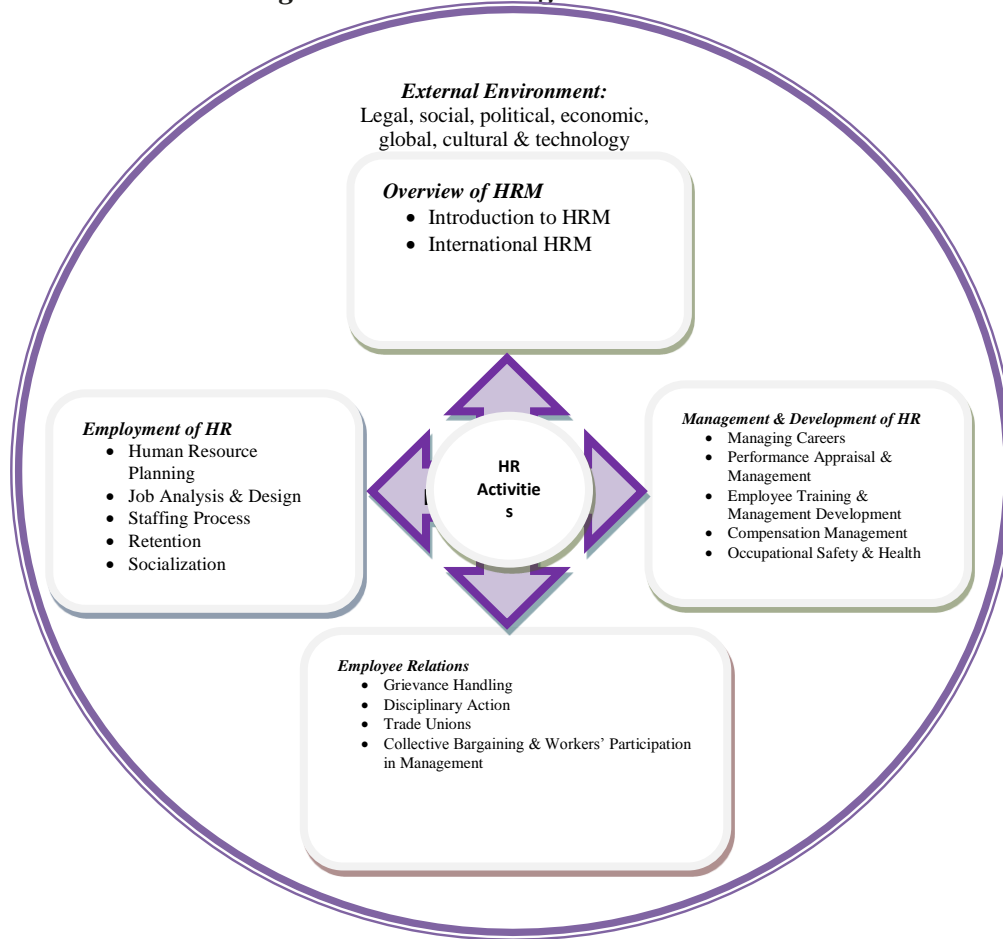 External Environment:
Legal, social, political, economic,
global, cultural & technology
Overview of HRM
• Introduction to HRM
• International HRM
Employment of HR
• Human Resource
Planning
• Job Analysis & Design
• Staffing Process
• Retention
• Socialization
HR
Activitie
s
Management & Development of HR
• Managing Careers
• Performance Appraisal &
Management
• Employee Training &
Management Development
• Compensation Management
• Occupational Safety & Health
Employee Relations
• Grievance Handling
• Disciplinary Action
• Trade Unions
• Collective Bargaining & Workers’ Participation
in Management